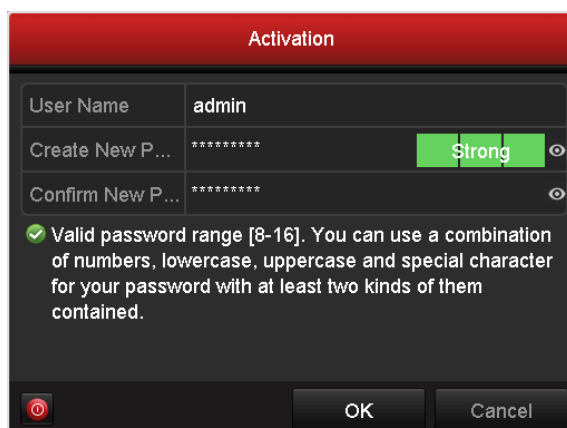 Activation
User Name admin
Create New P... ********* Strong
Confirm New P... *********
Valid password range [8-16]. You can use a combination
of numbers, lowercase, uppercase and special character
for your password with at least two kinds of them
contained.
OK Cancel